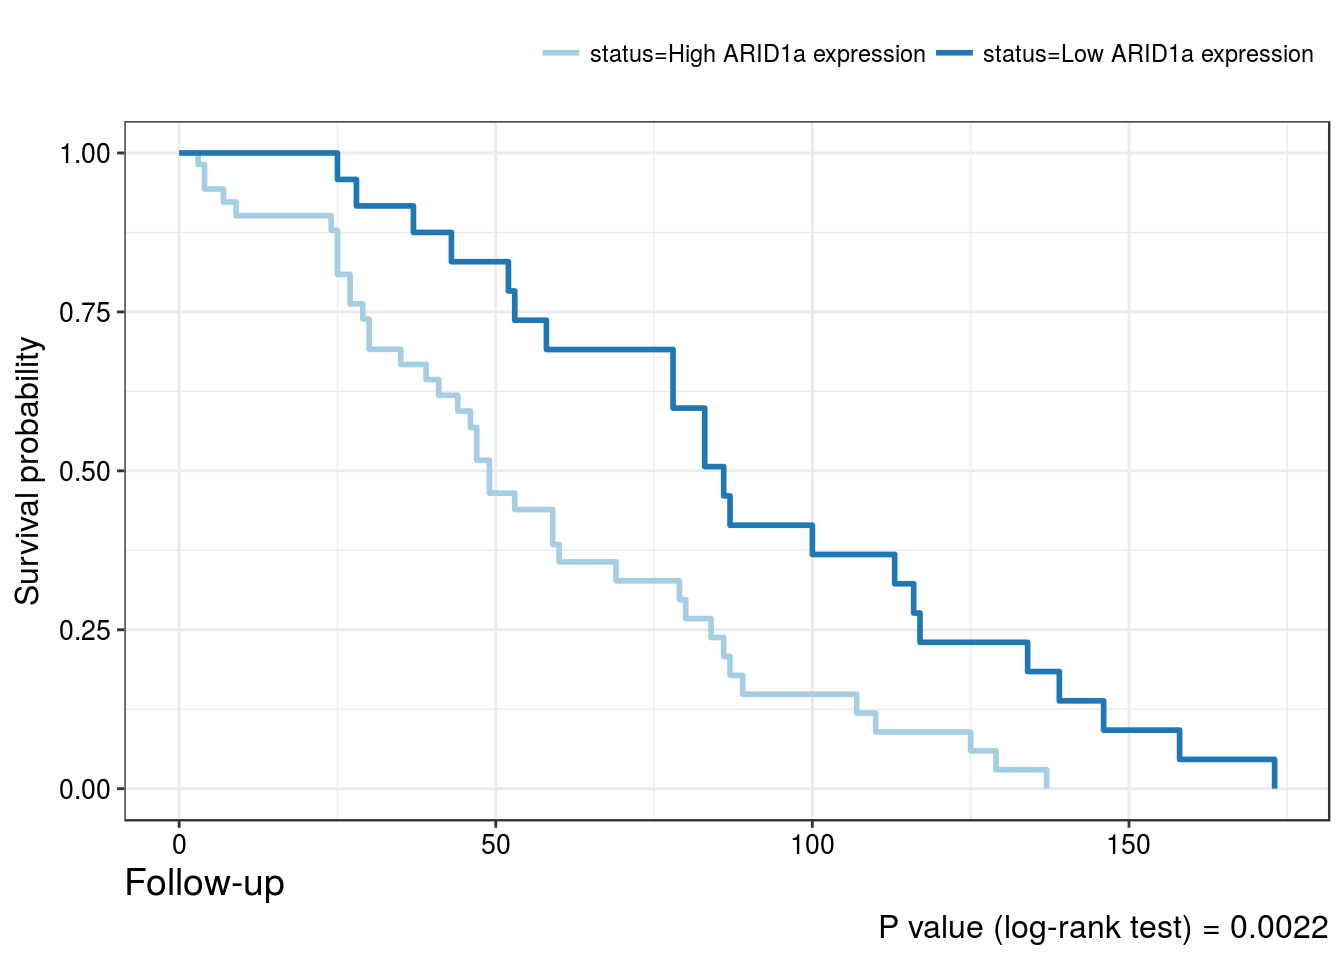 status=High ARID1a expression status=Low ARID1a expression
Survival probability
1.00
0.75
0.50
0.25
0.00
0 50 100 150
Follow-up
P value (log-rank test) = 0.0022